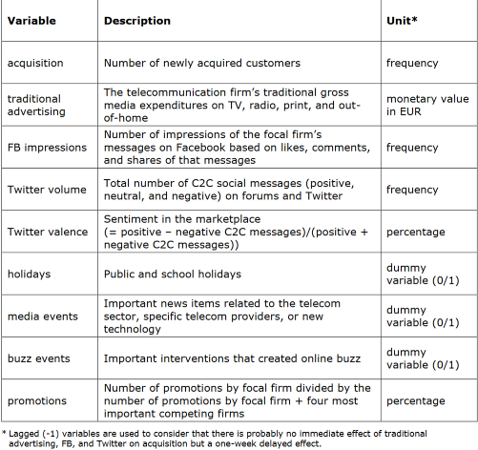 Variable Description Unit*
acquisition Number of newly acquired customers frequency
traditional advertising The telecommunication firm's traditional gross
media expenditures on TV, radio, print, and out-
of-home monetary value in EUR
FB impressions Number of impressions of the focal firm's
messages on Facebook based on likes, comments,
and shares of that messages frequency
Twitter volume Total number of C2C social messages (positive,
neutral, and negative) on forums and Twitter frequency
Twitter valence Sentiment in the marketplace
(= positive – negative C2C messages)/(positive +
negative C2C messages)) percentage
holidays Public and school holidays dummy
variable (0/1)
media events Important news items related to the telecom
sector, specific telecom providers, or new
technology dummy
variable (0/1)
buzz events Important interventions that created online buzz dummy
variable (0/1)
promotions Number of promotions by focal firm divided by the
number of promotions by focal firm + four most
important competing firms percentage
* Lagged (-1) variables are used to consider that there is probably no immediate effect of traditional
advertising, FB, and Twitter on acquisition but a one-week delayed effect.